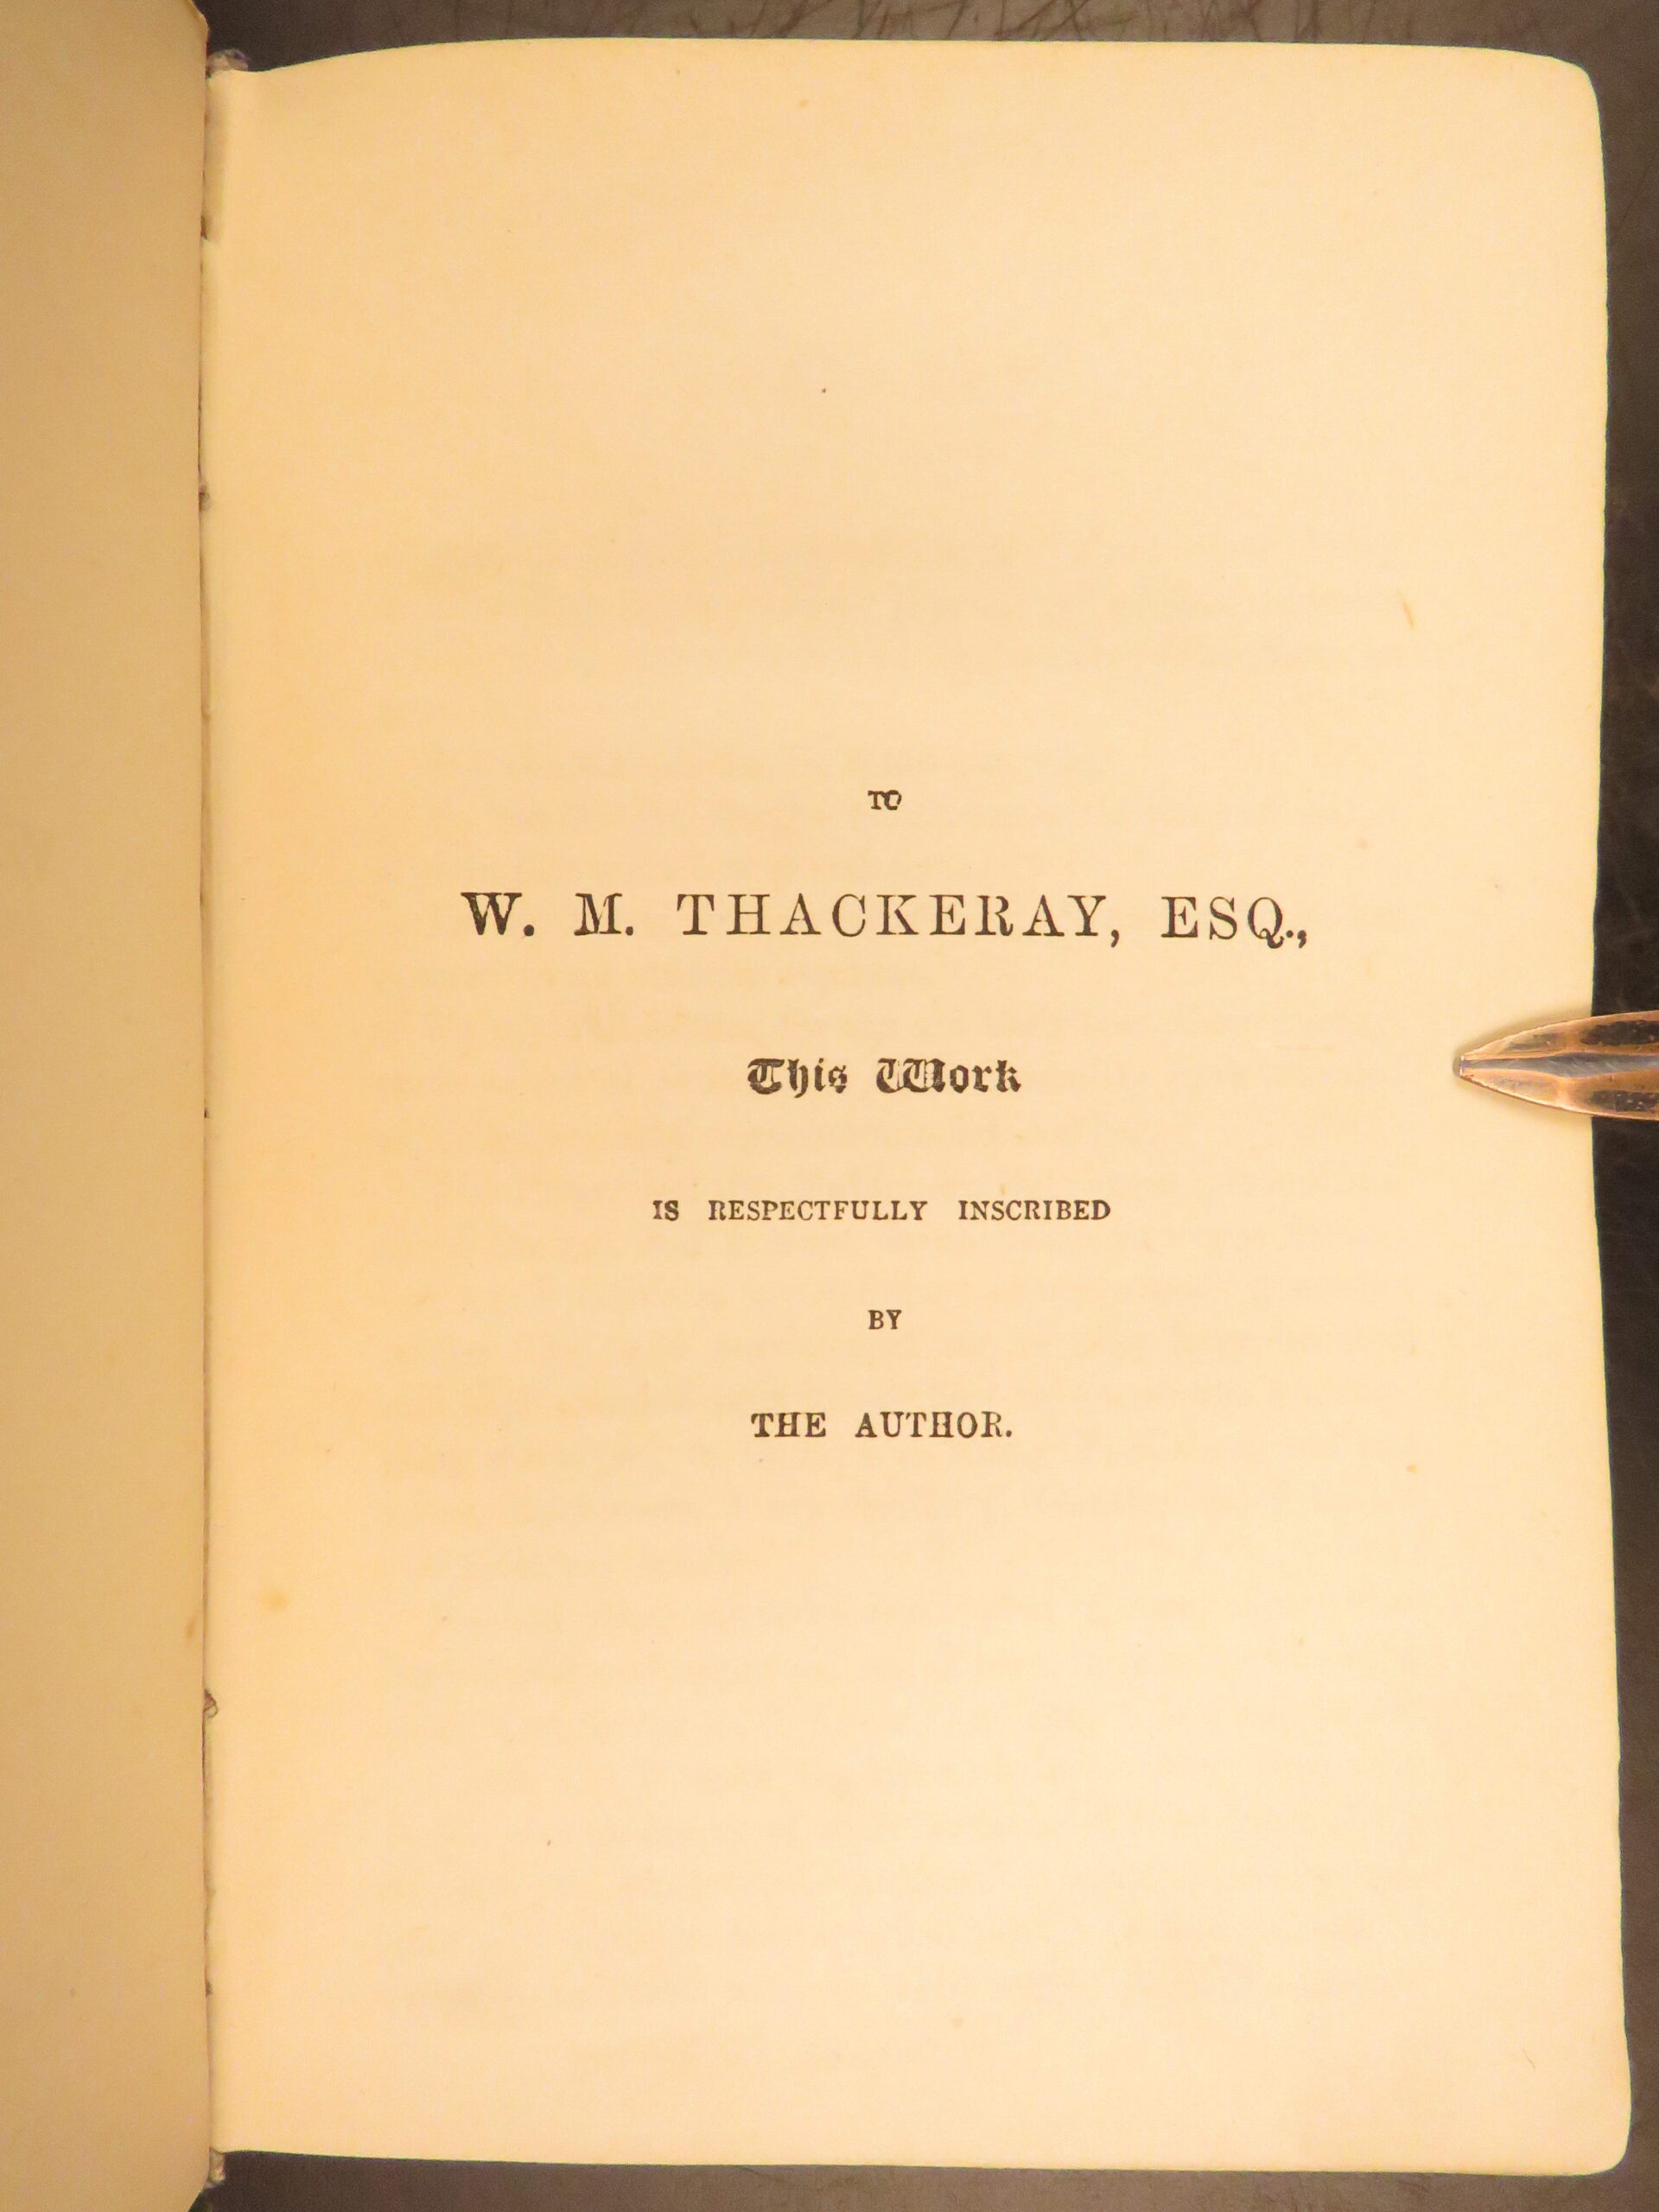 TO
W. M. THACKERAY, ESQ.,
This Work
IS RESPECTFULLY INSCRIBED
BY
THE AUTHOR.